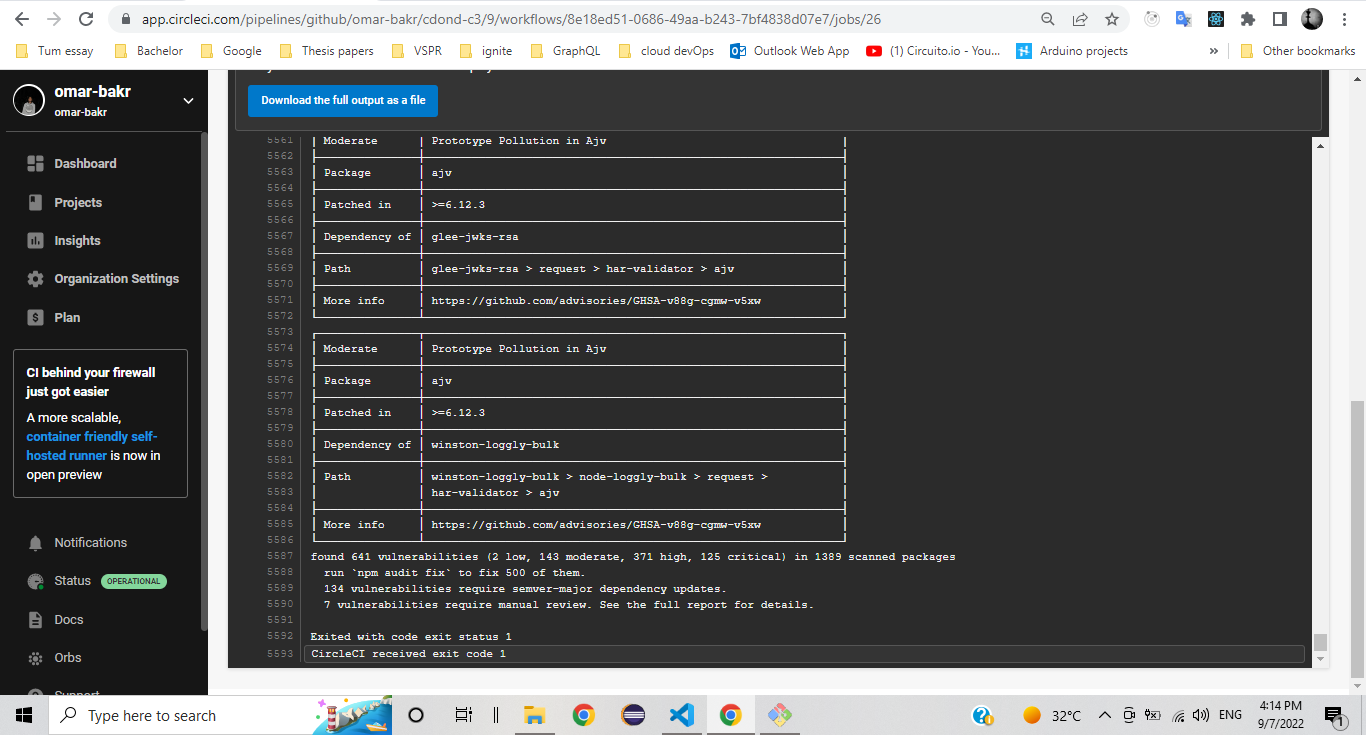 app.circleci.com/pipelines/github/omar-bakr/cdond-c3/9/workflows/8e18ed51-0686-49aa-b243-7bf4838d07e7/jobs/26
Tum essay
Bachelor
Google
Thesis papers
VSPR
ignite
GraphQL
cloud devOps
Outlook Web App
(1) Circuito.io - You...
Arduino projects
»
Other bookmarks
omar-bakr
omar-bakr
Dashboard
Projects
Insights
Organization Settings
Plan
CI behind your firewall
just got easier
A more scalable,
container friendly self-
hosted runner is now in
open preview
Notifications
Status OPERATIONAL
Docs
Orbs
Support
Download the full output as a file
5561 Moderate Prototype Pollution in Ajv
5562
5563 Package ajv
5564
5565 Patched in >=6.12.3
5566
5567 Dependency of glee-jwks-rsa
5568
5569 Path glee-jwks-rsa > request > har-validator > ajv
5570
5571 More info https://github.com/advisories/GHSA-v88g-cgmw-v5xw
5572
5573
5574 Moderate Prototype Pollution in Ajv
5575
5576 Package ajv
5577
5578 Patched in >=6.12.3
5579
5580 Dependency of winston-loggly-bulk
5581
5582 Path winston-loggly-bulk > node-loggly-bulk > request >
5583 har-validator > ajv
5584
5585 More info https://github.com/advisories/GHSA-v88g-cgmw-v5xw
5586
5587 found 641 vulnerabilities (2 low, 143 moderate, 371 high, 125 critical) in 1389 scanned packages
5588 run `npm audit fix` to fix 500 of them.
5589 134 vulnerabilities require semver-major dependency updates.
5590 7 vulnerabilities require manual review. See the full report for details.
5591
5592 Exited with code exit status 1
5593 CircleCI received exit code 1
Type here to search
32°C
ENG
4:14 PM
9/7/2022
1